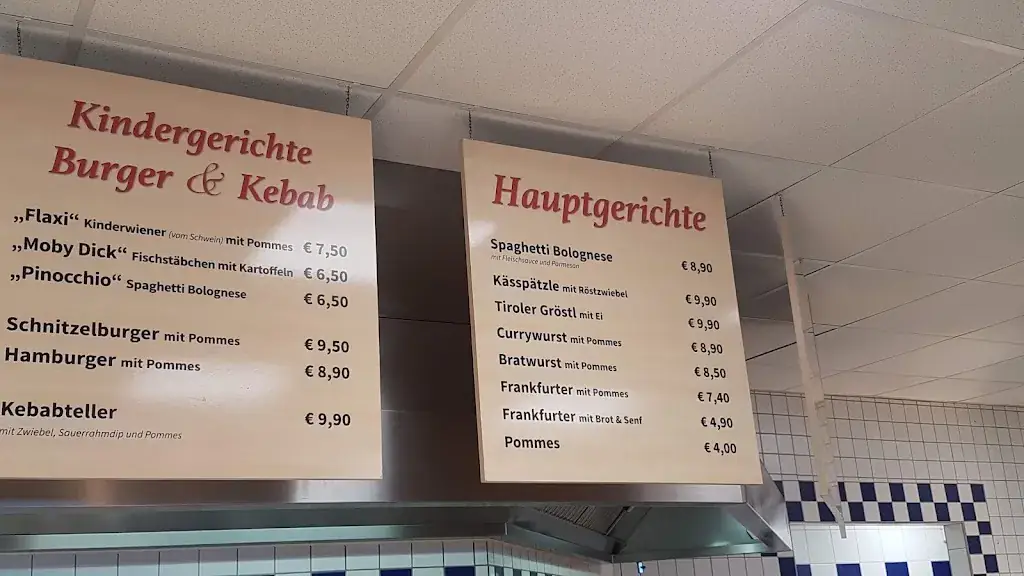 Kindergerichte
Burger & Kebab
„Flaxi“ Kinderwiener (vom Schwein) mit Pommes € 7,50
„Moby Dick“ Fischstäbchen mit Kartoffeln € 6,50
„Pinocchio“ Spaghetti Bolognese € 6,50
Schnitzelburger mit Pommes € 9,50
Hamburger mit Pommes € 8,90
Kebabteller € 9,90
mit Zwiebel, Sauerrahmdip und Pommes
Hauptgerichte
Spaghetti Bolognese € 8,90
mit Fleischsauce und Parmesan
Kässpätzle mit Röstzwiebel € 9,90
Tiroler Gröstl mit Ei € 9,90
Currywurst mit Pommes € 8,90
Bratwurst mit Pommes € 8,50
Frankfurter mit Pommes € 7,40
Frankfurter mit Brot & Senf € 4,90
Pommes € 4,00